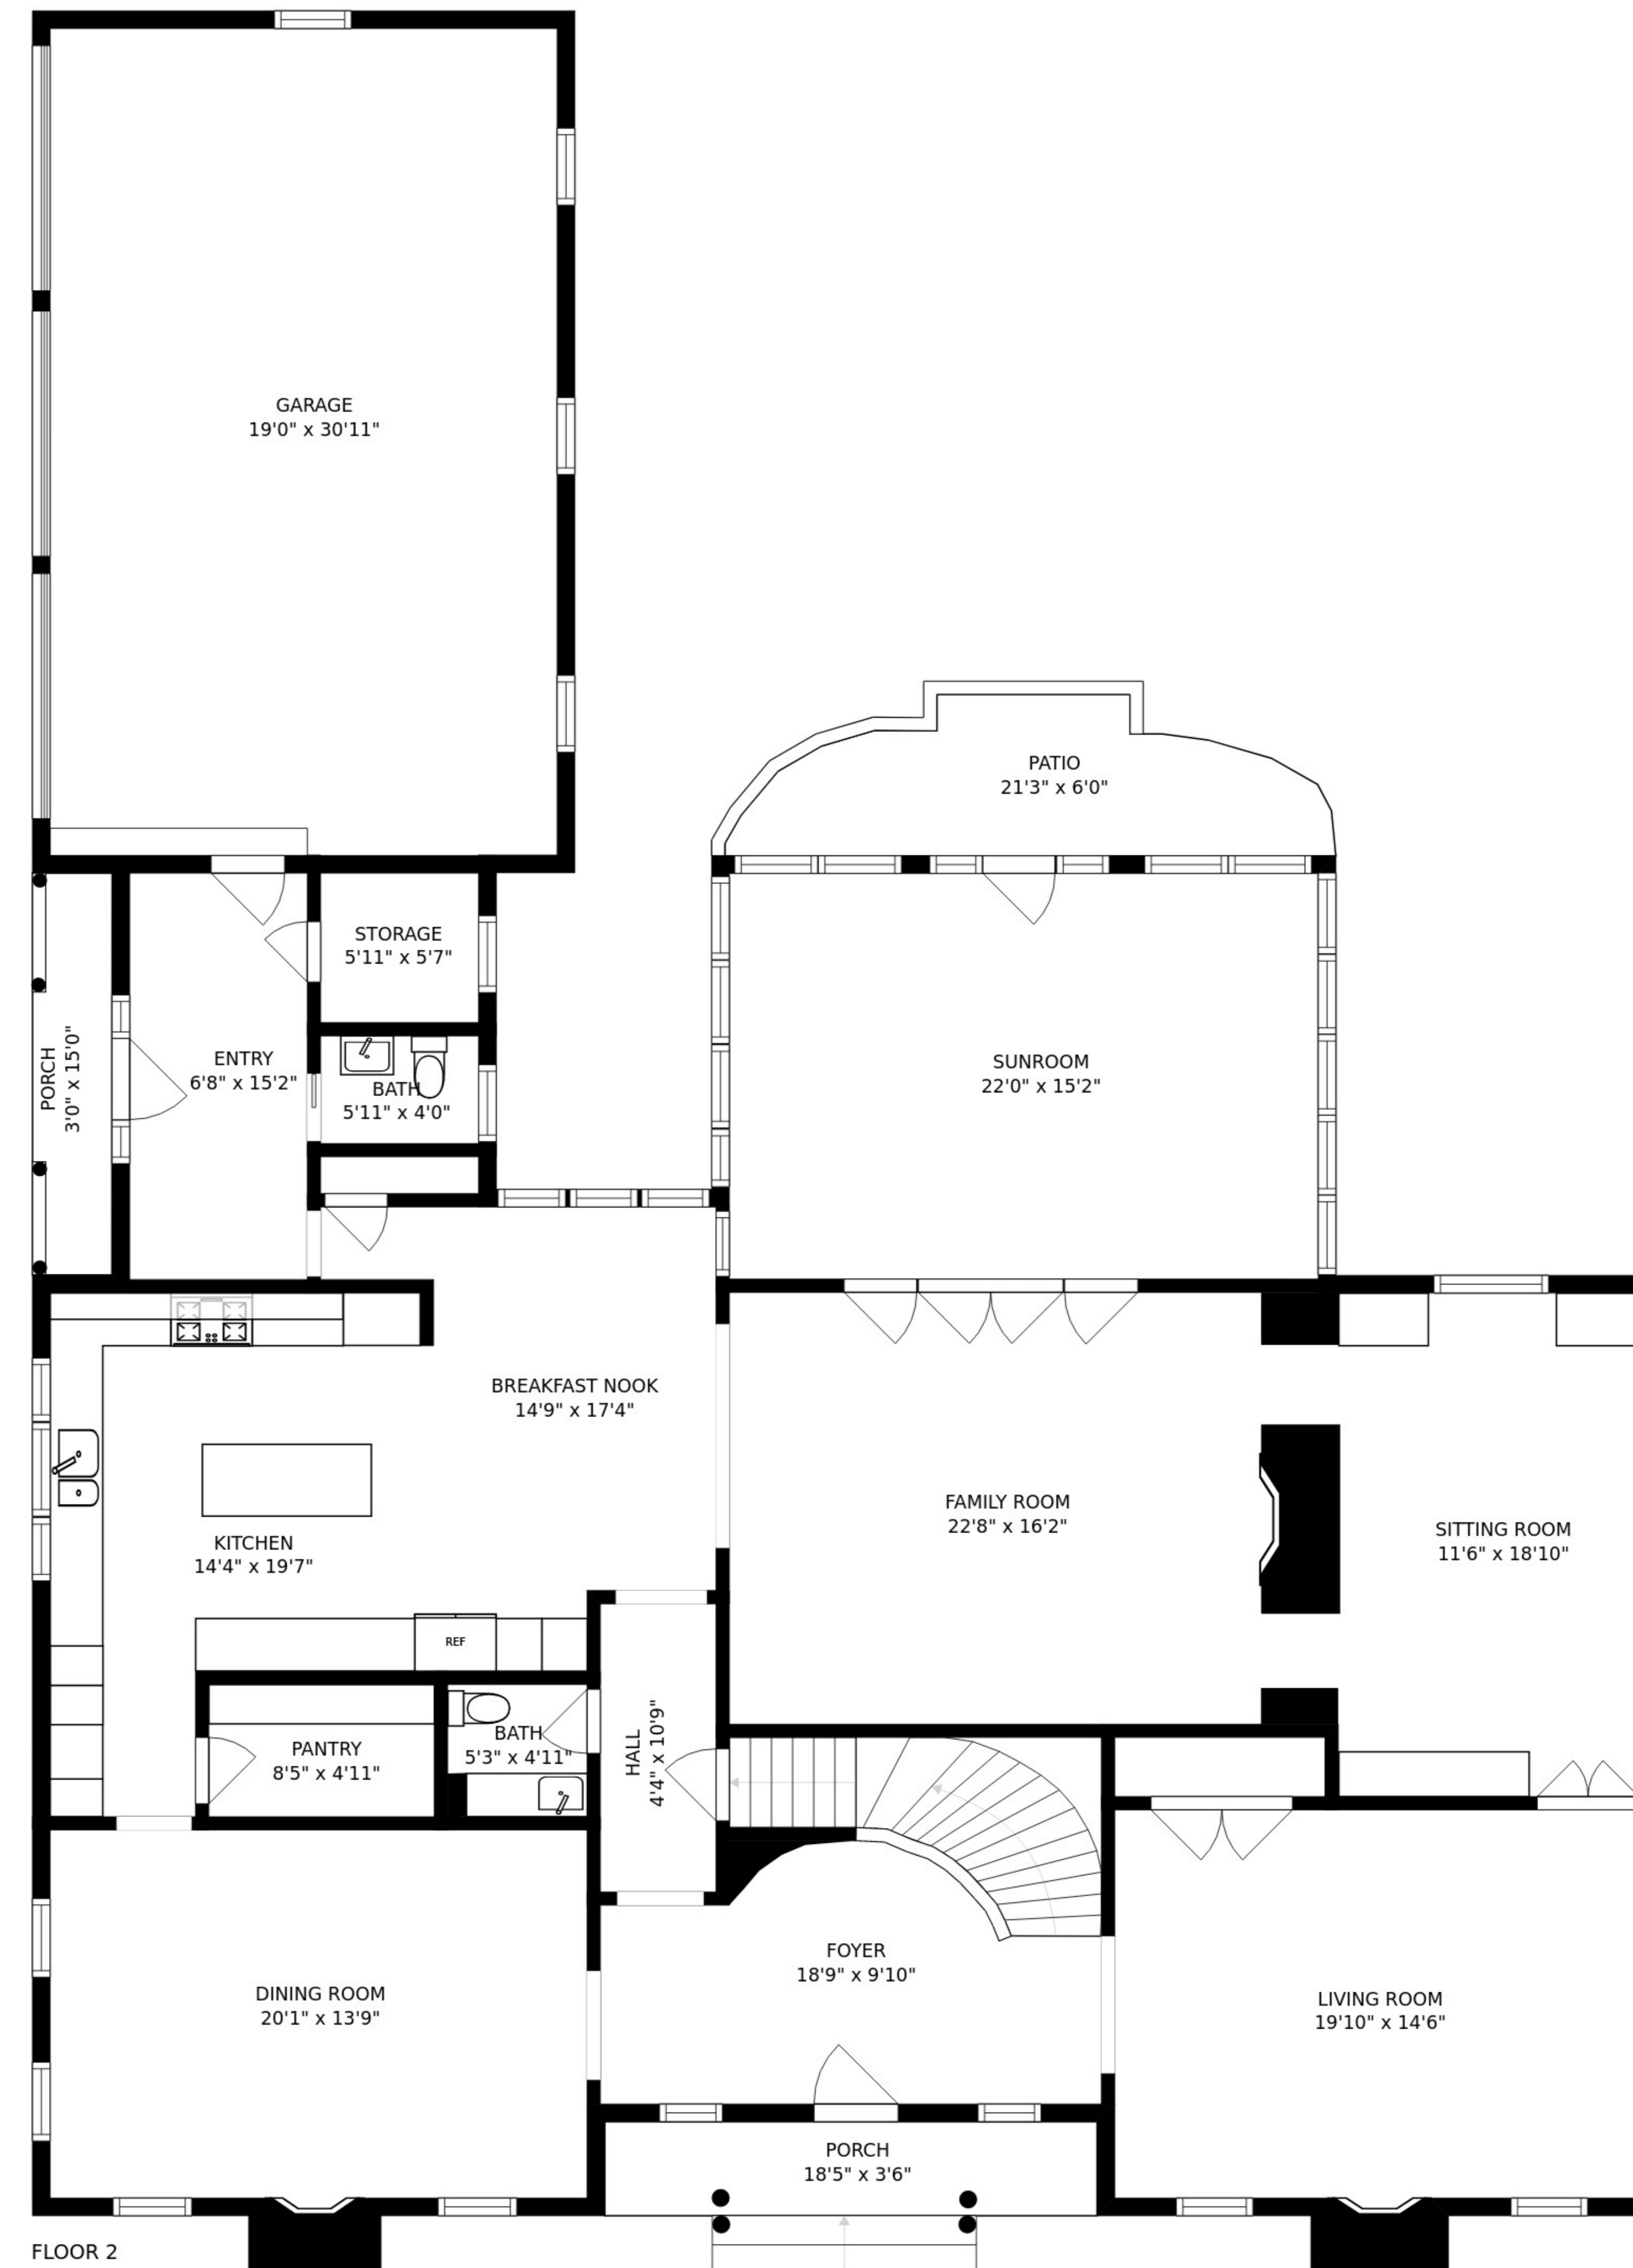 GARAGE
19'0" x 30'11"
PATIO
21'3" x 6'0"
STORAGE
5'11" x 5'7"
PORCH
3'0" x 15'0"
ENTRY
6'8" x 15'2"
BATH
5'11" x 4'0"
SUNROOM
22'0" x 15'2"
BREAKFAST NOOK
14'9" x 17'4"
KITCHEN
14'4" x 19'7"
FAMILY ROOM
22'8" x 16'2"
SITTING ROOM
11'6" x 18'10"
REF
PANTRY
8'5" x 4'11"
BATH
5'3" x 4'11"
HALL
4'4" x 10'9"
FOYER
18'9" x 9'10"
DINING ROOM
20'1" x 13'9"
LIVING ROOM
19'10" x 14'6"
PORCH
18'5" x 3'6"
FLOOR 2